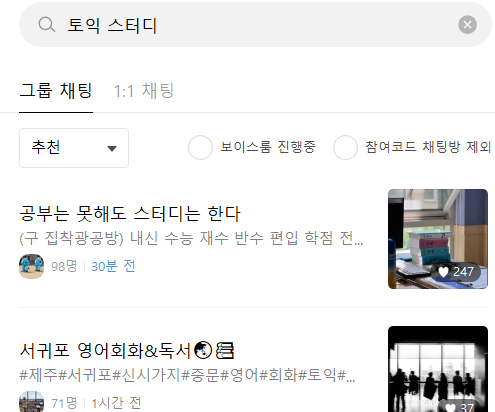 토익 스터디
그룹 채팅 1:1 채팅
추천 보이스룸 진행중 참여코드 채팅방 제외
공부는 못해도 스터디는 한다
(구 집착광공방) 내신 수능 재수 반수 편입 학점 전...
98명 30분 전
247
서귀포 영어회화&독서🌏📚
#제주#서귀포#신시가지#중문#영어#회화#토익#...
71명 1시간 전
37